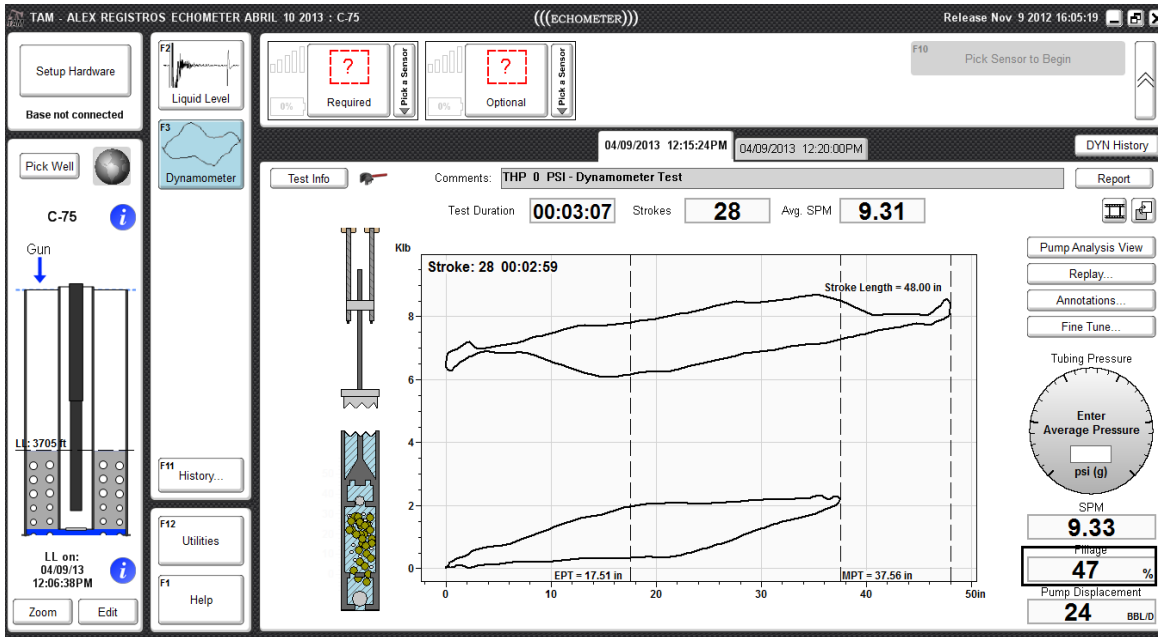 TAM - ALEX REGISTROS ECHOMETER ABRIL 10 2013 : C-75
(((ECHOMETER)))
Release Nov 9 2012 16:05:19
Setup Hardware
Base not connected
Pick Well
C-75
Gun
LL: 3705 ft
LL on:
04/09/13
12:06:38PM
Zoom
Edit
F2
Liquid Level
F3
Dynamometer
F11
History...
F12
Utilities
F1
Help
?
0%
Required
Pick a Sensor
?
0%
Optional
Pick a Sensor
F10
Pick Sensor to Begin
04/09/2013 12:15:24PM
04/09/2013 12:20:00PM
DYN History
Test Info
Comments:
THP 0 PSI - Dynamometer Test
Report
Test Duration
00:03:07
Strokes
28
Avg. SPM
9.31
Klb
Stroke: 28 00:02:59
Stroke Length = 48.00 in
8
6
4
2
0
EPT = 17.51 in
MPT = 37.56 in
0
10
20
30
40
50in
Pump Analysis View
Replay...
Annotations...
Fine Tune...
Tubing Pressure
Enter
Average Pressure
psi (g)
SPM
9.33
Fillage
47
%
Pump Displacement
24
BBL/D